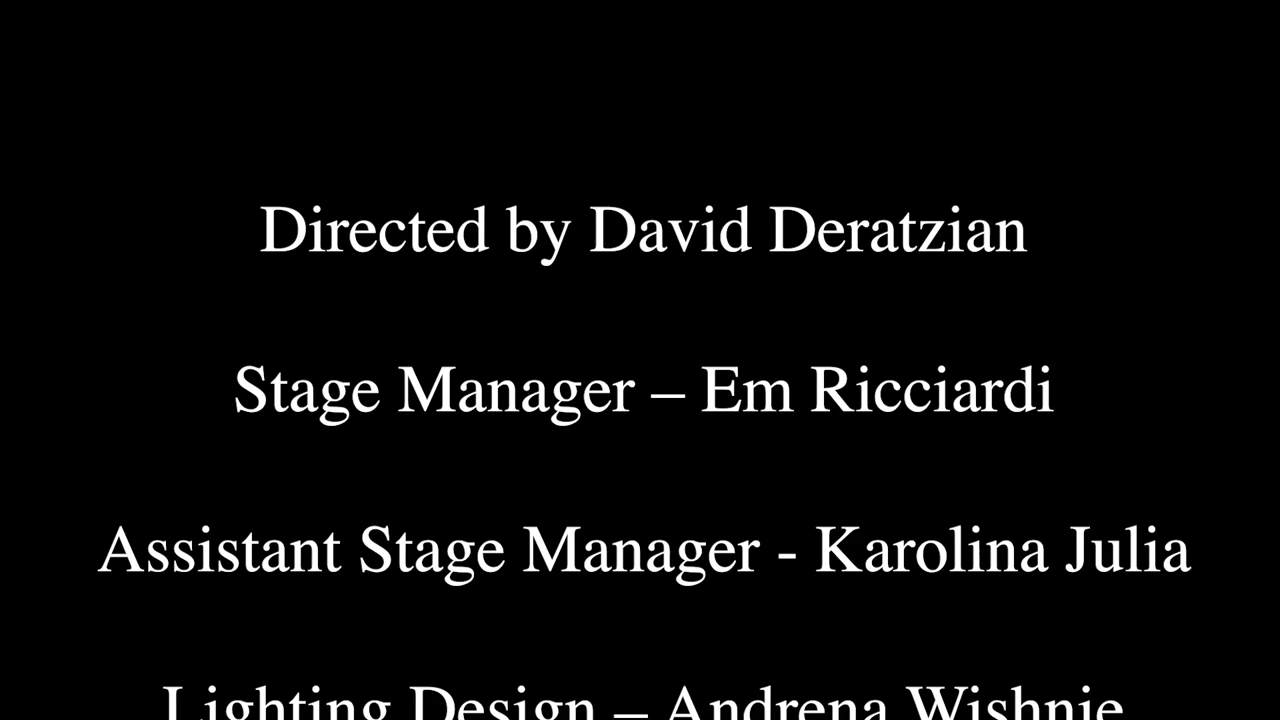 Directed by David Deratzian
Stage Manager – Em Ricciardi
Assistant Stage Manager - Karolina Julia
Lighting Design – Andrena Wishnie